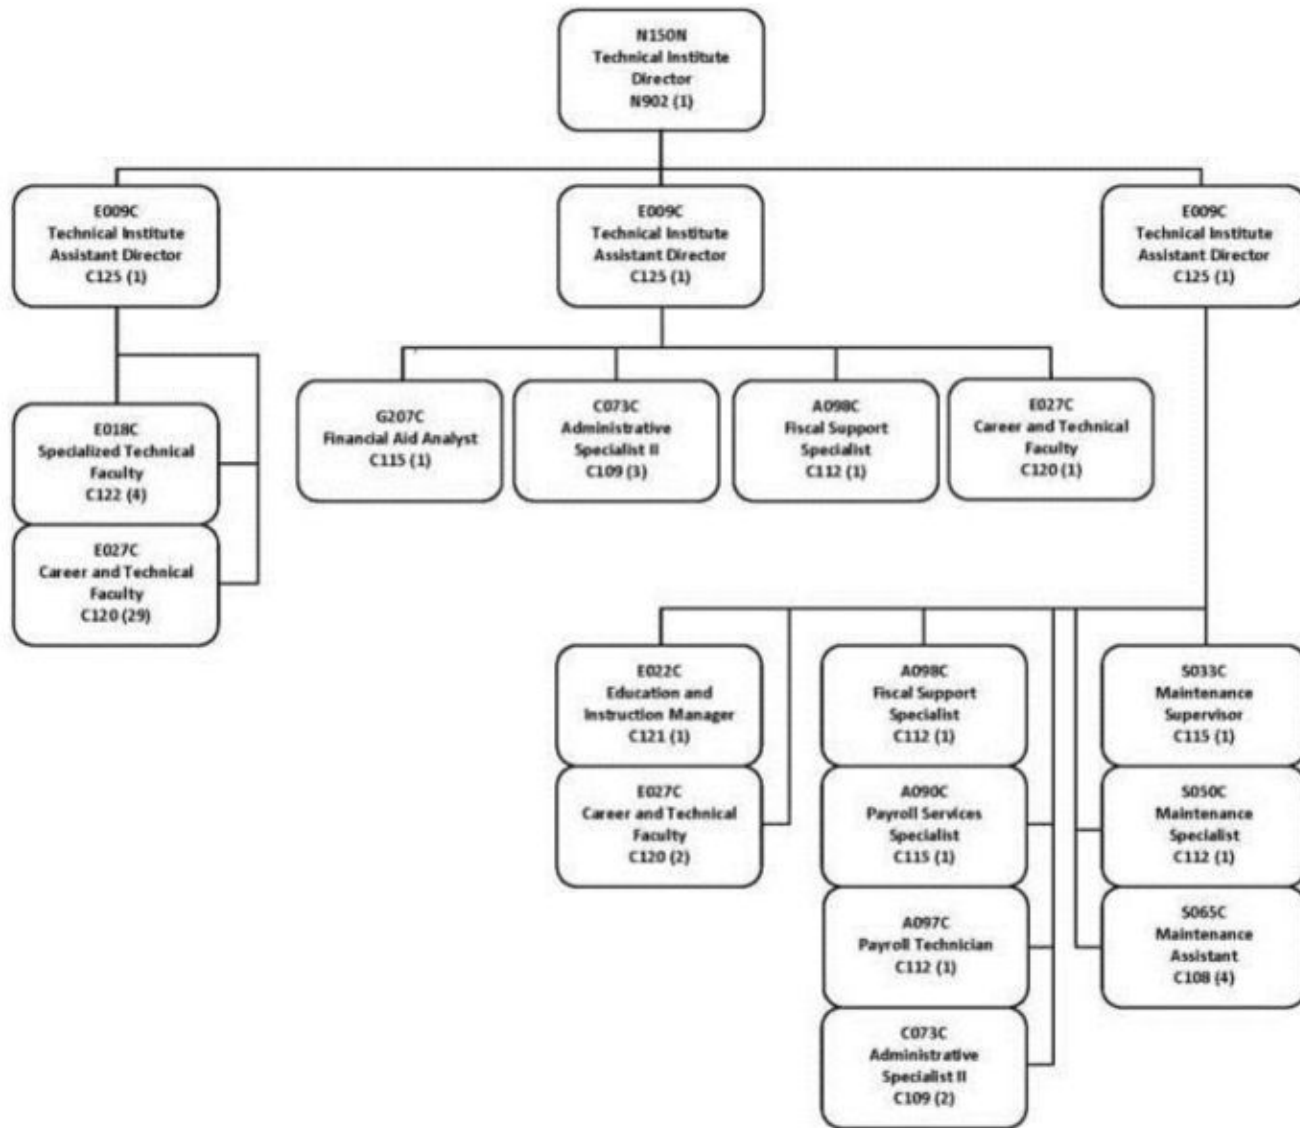 N150N
Technical Institute
Director
N902 (1)
E009C
Technical Institute
Assistant Director
C125 (1)
E009C
Technical Institute
Assistant Director
C125 (1)
E009C
Technical Institute
Assistant Director
C125 (1)
E018C
Specialized Technical
Faculty
C122 (4)
E027C
Career and Technical
Faculty
C120 (29)
G207C
Financial Aid Analyst
C115 (1)
C073C
Administrative
Specialist II
C109 (3)
A098C
Fiscal Support
Specialist
C112 (1)
E027C
Career and Technical
Faculty
C120 (1)
E022C
Education and
Instruction Manager
C121 (1)
E027C
Career and Technical
Faculty
C120 (2)
A098C
Fiscal Support
Specialist
C112 (1)
A090C
Payroll Services
Specialist
C115 (1)
A097C
Payroll Technician
C112 (1)
C073C
Administrative
Specialist II
C109 (2)
S033C
Maintenance
Supervisor
C115 (1)
S050C
Maintenance
Specialist
C112 (1)
S065C
Maintenance
Assistant
C108 (4)